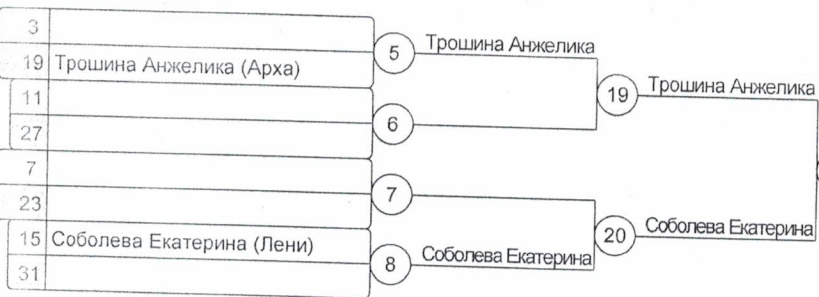 3
19 Трошина Анжелика (Арха)
11
27
7
23
15 Соболева Екатерина (Лени)
31
5 Трошина Анжелика
6
7
8 Соболева Екатерина
19 Трошина Анжелика
20 Соболева Екатерина